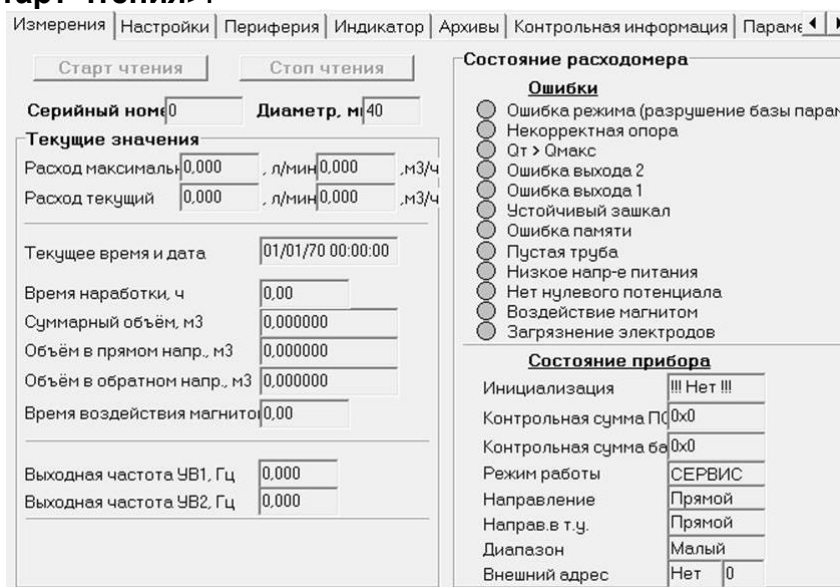 Измерения Настройки Периферия Индикатор Архивы Контрольная информация Параме
Старт чтения Стоп чтения
Серийный номе 0 Диаметр, м 40
Текущие значения
Расход максимальн 0,000 , л/мин 0,000 ,м3/ч
Расход текущий 0,000 , л/мин 0,000 ,м3/ч
Текущее время и дата 01/01/70 00:00:00
Время наработки, ч 0,00
Суммарный объём, м3 0,000000
Объём в прямом напр., м3 0,000000
Объём в обратном напр., м3 0,000000
Время воздействия магнито 0,00
Выходная частота УВ1, Гц 0,000
Выходная частота УВ2, Гц 0,000
Состояние расходомера
Ошибки
Ошибка режима (разрушение базы парам
Некорректная опора
Qт > Qмакс
Ошибка выхода 2
Ошибка выхода 1
Устойчивый зашкал
Ошибка памяти
Пустая труба
Низкое напр-е питания
Нет нулевого потенциала
Воздействие магнитом
Загрязнение электродов
Состояние прибора
Инициализация !!! Нет !!!
Контрольная сумма ПО 0x0
Контрольная сумма ба 0x0
Режим работы СЕРВИС
Направление Прямой
Направ.в т.у. Прямой
Диапазон Малый
Внешний адрес Нет 0